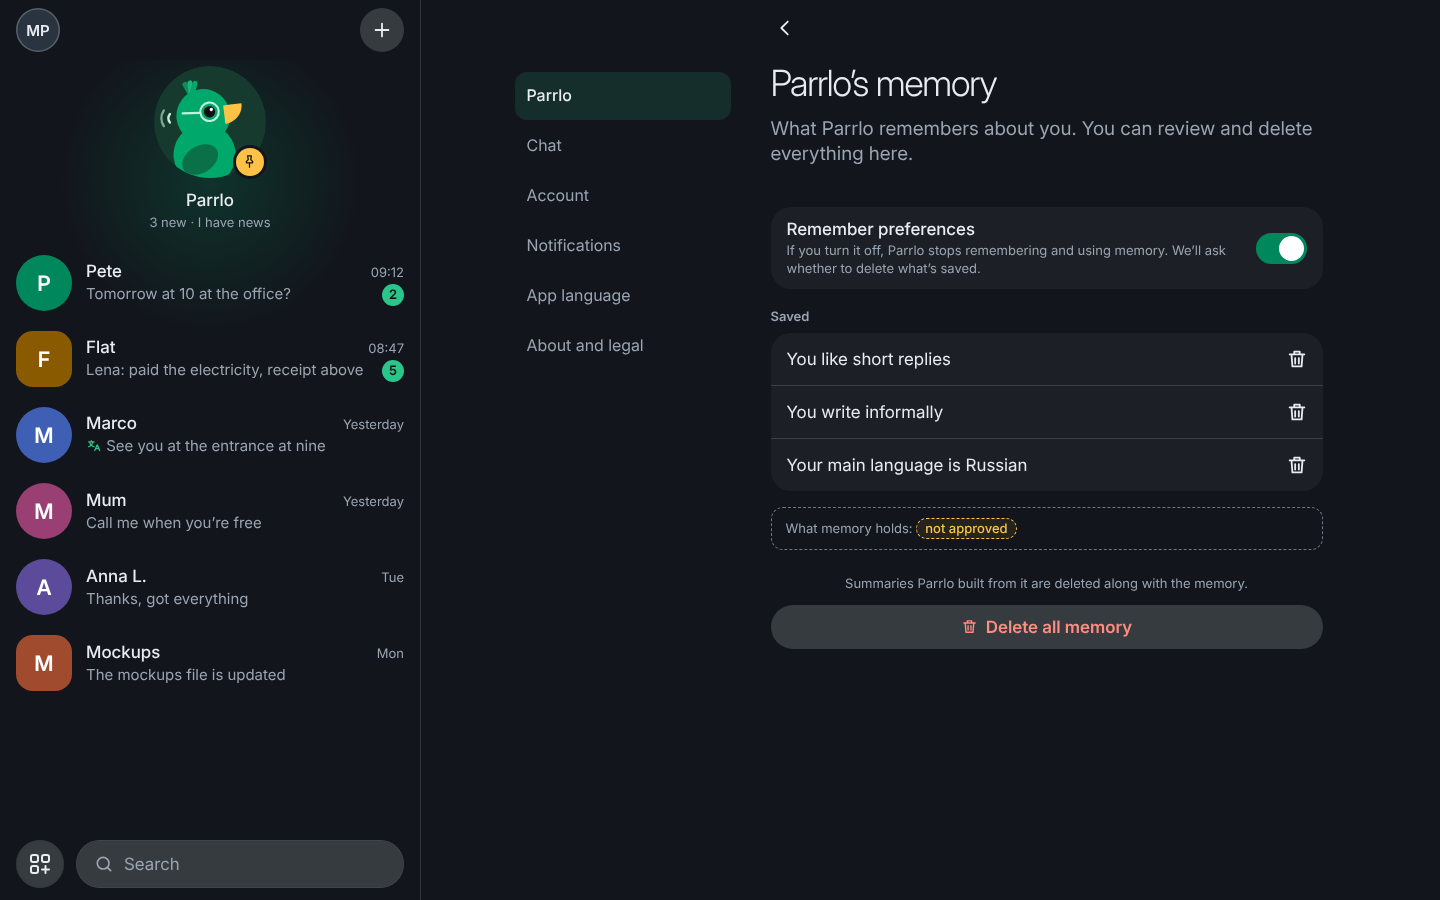 MP
Parrlo
3 new · I have news
Pete
09:12
Tomorrow at 10 at the office?
2
P
Flat
08:47
Lena: paid the electricity, receipt above
5
F
Marco
Yesterday
See you at the entrance at nine
M
Mum
Yesterday
Call me when you’re free
M
Anna L.
Tue
Thanks, got everything
A
Mockups
Mon
The mockups file is updated
M
Search
Parrlo
Chat
Account
Notifications
App language
About and legal
Parrlo’s memory
What Parrlo remembers about you. You can review and delete
everything here.
Remember preferences
If you turn it off, Parrlo stops remembering and using memory. We’ll ask
whether to delete what’s saved.
Saved
You like short replies
You write informally
Your main language is Russian
What memory holds: not approved
Summaries Parrlo built from it are deleted along with the memory.
Delete all memory